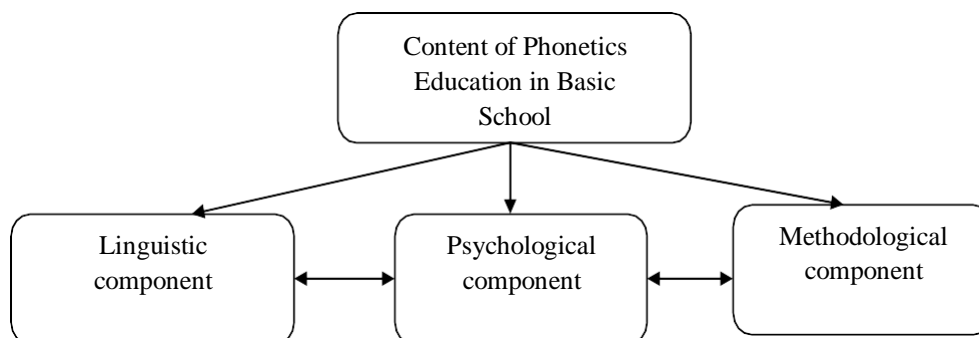 Content of Phonetics
Education in Basic
School
Linguistic
component
Psychological
component
Methodological
component